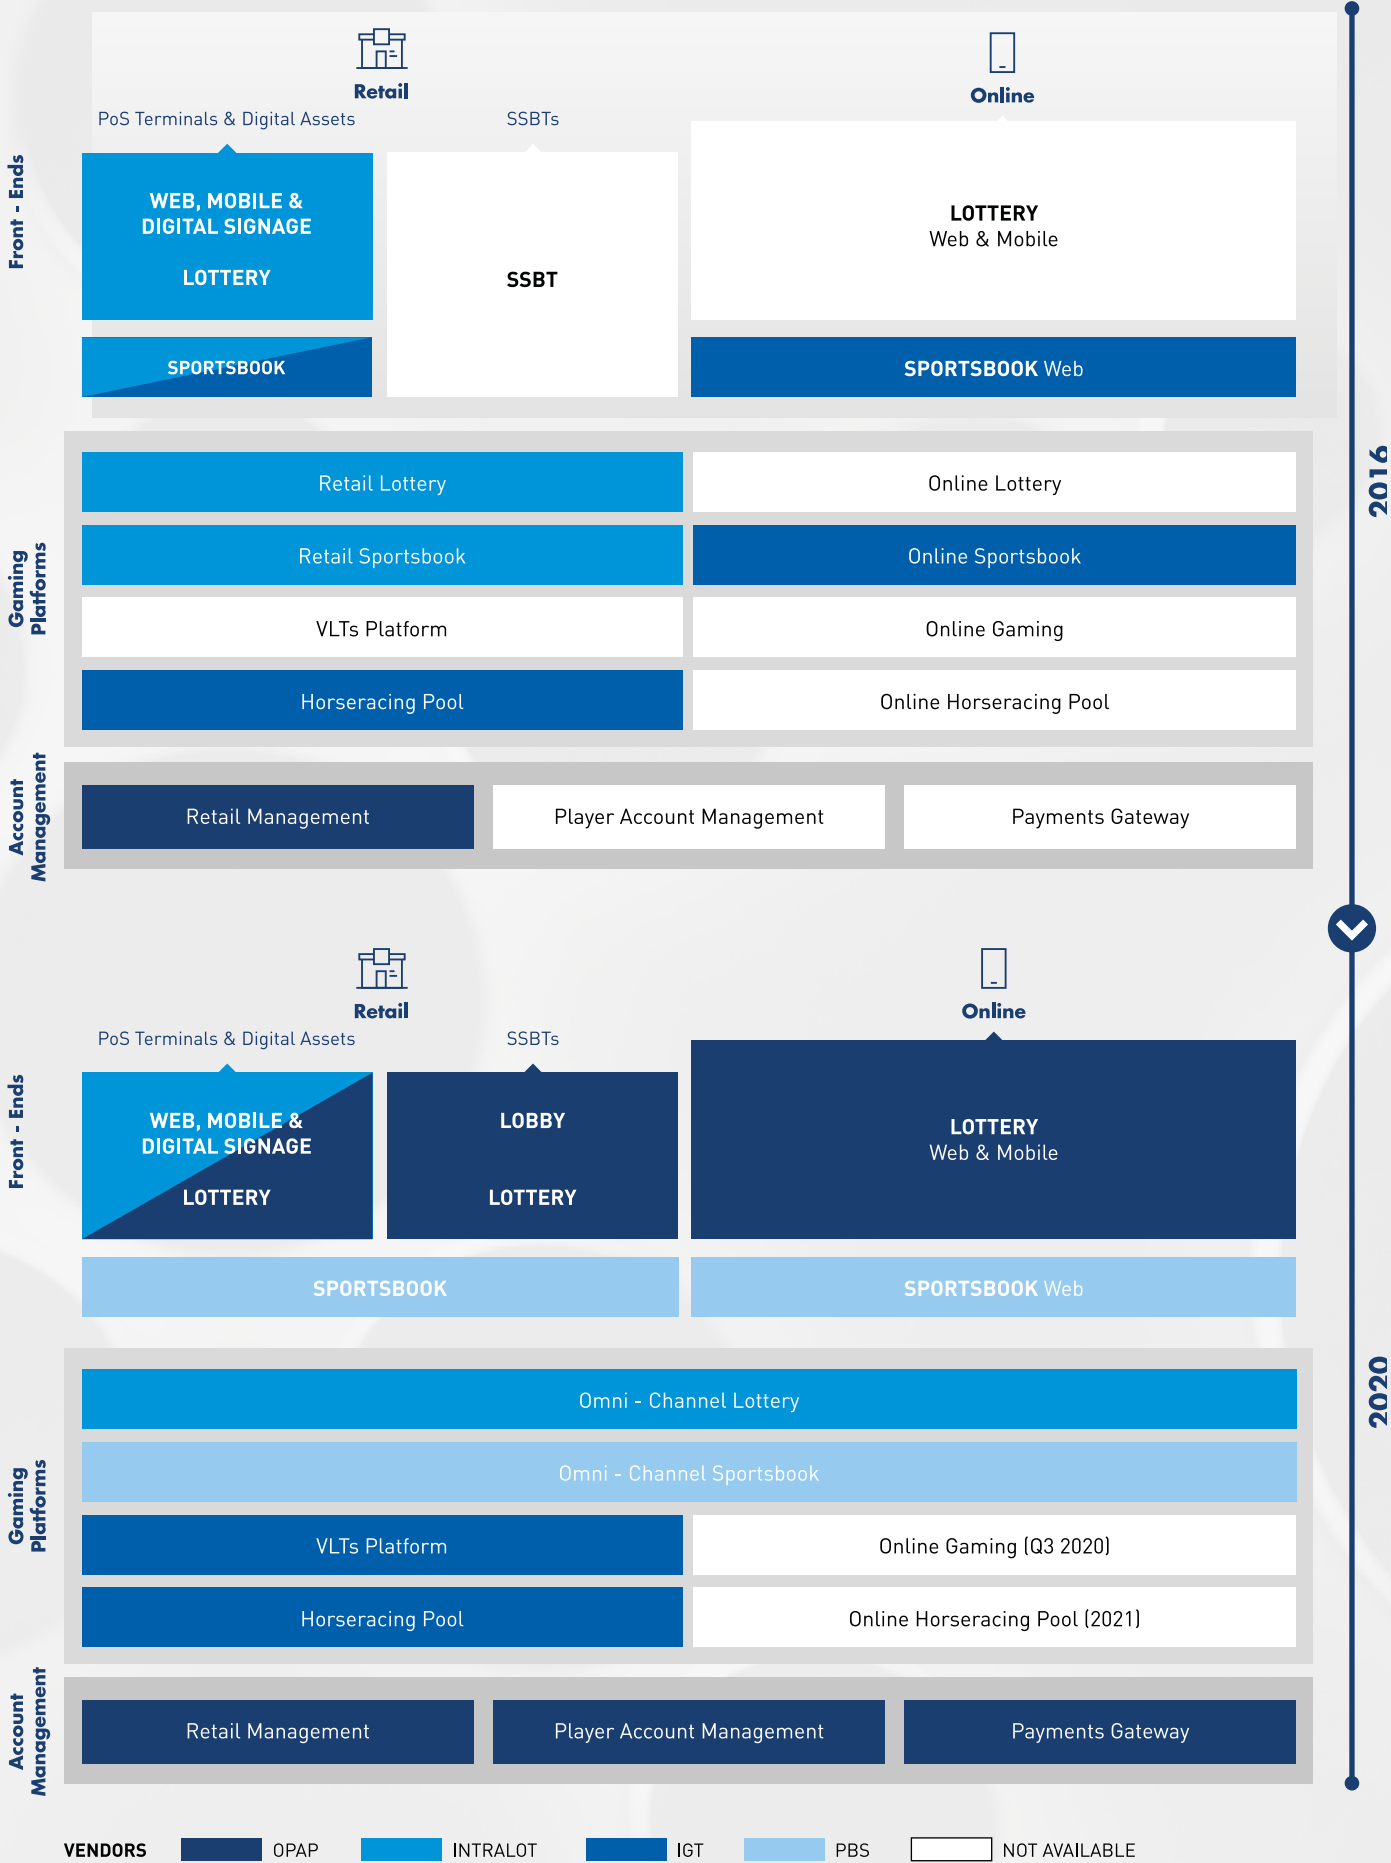 Retail
Online
PoS Terminals & Digital Assets
SSBTs
Front - Ends
WEB, MOBILE &
DIGITAL SIGNAGE
LOTTERY
SSBT
LOTTERY
Web & Mobile
SPORTSBOOK
SPORTSBOOK Web
2016
Gaming
Platforms
Retail Lottery
Online Lottery
Retail Sportsbook
Online Sportsbook
VLTs Platform
Online Gaming
Horseracing Pool
Online Horseracing Pool
Account
Management
Retail Management
Player Account Management
Payments Gateway
Retail
Online
PoS Terminals & Digital Assets
SSBTs
Front - Ends
WEB, MOBILE &
DIGITAL SIGNAGE
LOTTERY
LOBBY
LOTTERY
LOTTERY
Web & Mobile
SPORTSBOOK
SPORTSBOOK Web
2020
Gaming
Platforms
Omni - Channel Lottery
Omni - Channel Sportsbook
VLTs Platform
Online Gaming (Q3 2020)
Horseracing Pool
Online Horseracing Pool (2021)
Account
Management
Retail Management
Player Account Management
Payments Gateway
VENDORS
OPAP
INTRALOT
IGT
PBS
NOT AVAILABLE